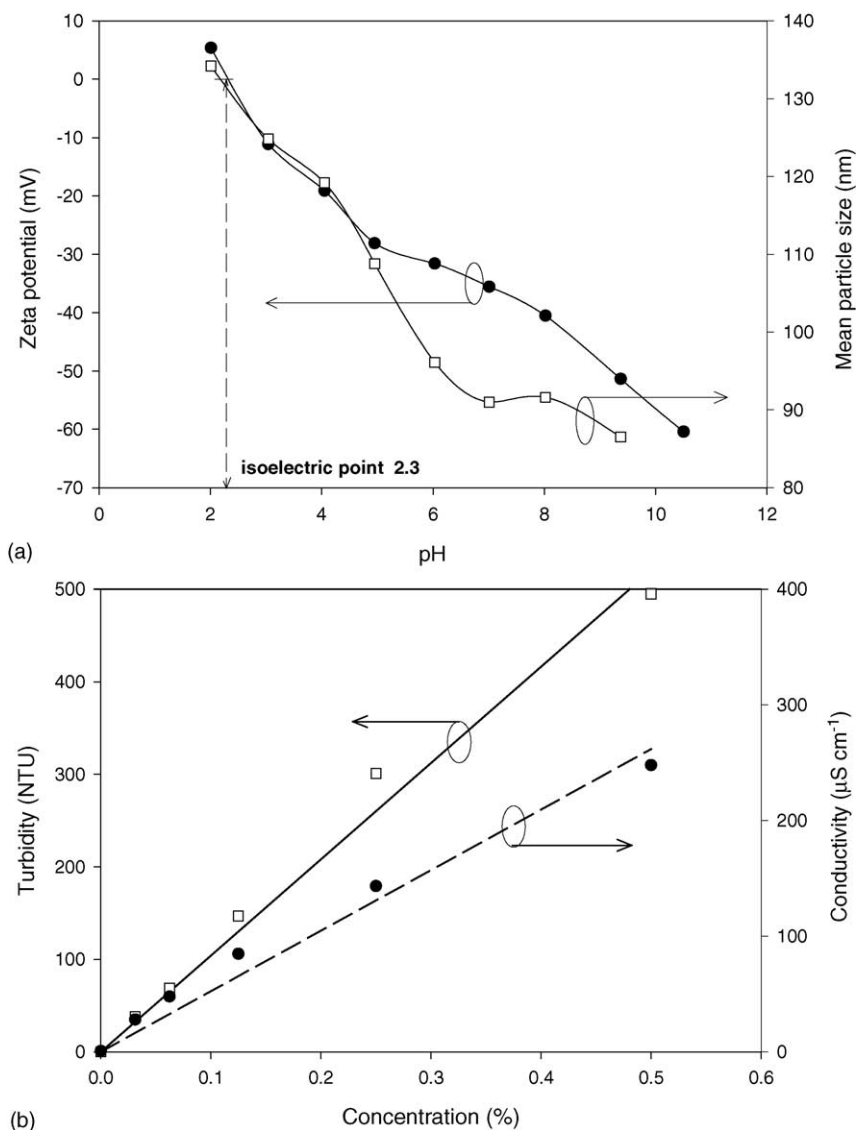 10
0
-10
-20
-30
-40
-50
-60
-70
Zeta potential (mV)
140
130
120
110
100
90
80
Mean particle size (nm)
isoelectric point 2.3
0 2 4 6 8 10 12
pH
(a)
500
400
300
200
100
0
Turbidity (NTU)
400
300
200
100
0
Conductivity (µS cm⁻¹)
0.0 0.1 0.2 0.3 0.4 0.5 0.6
Concentration (%)
(b)